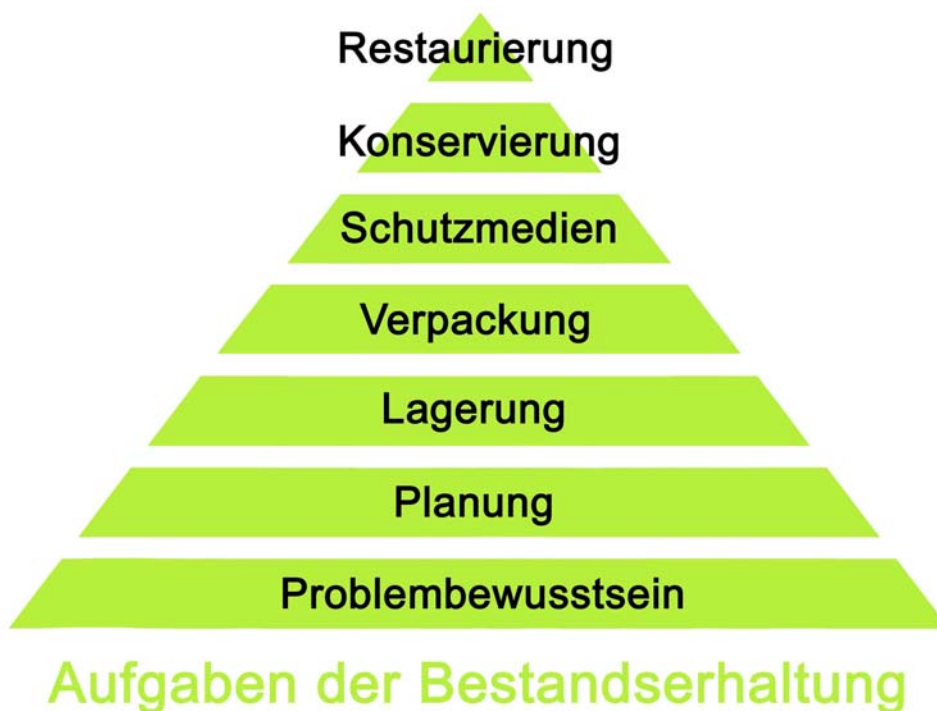 Restaurierung
Konservierung
Schutzmedien
Verpackung
Lagerung
Planung
Problembewusstsein
Aufgaben der Bestandserhaltung